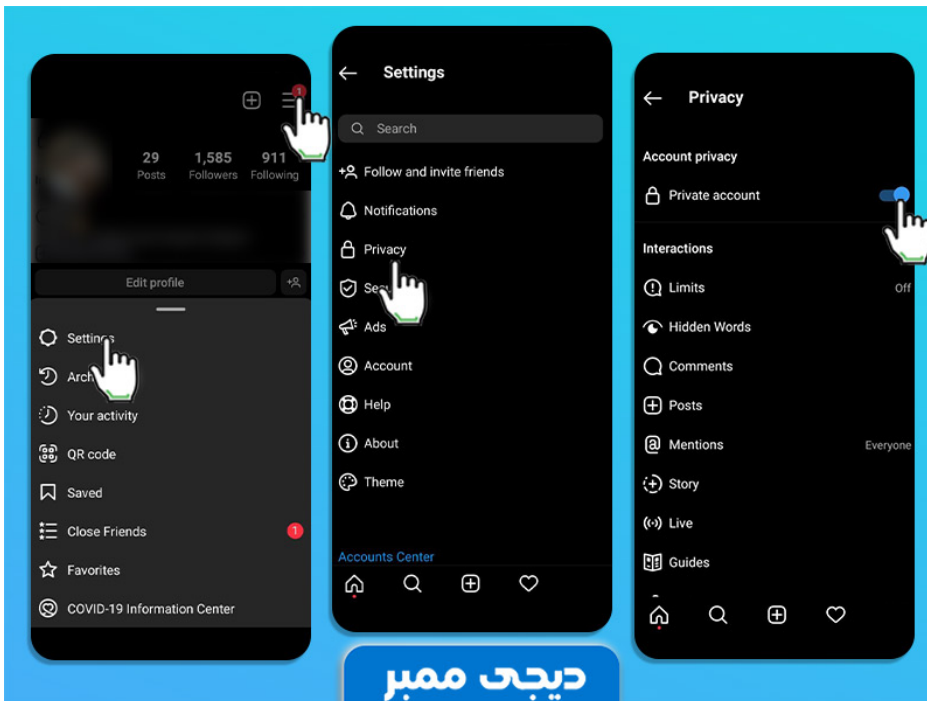 1
29 1,585 911
Posts Followers Following
Edit profile
Settings
Your activity
QR code
Saved
Close Friends 1
Favorites
COVID-19 Information Center
Settings
Search
Follow and invite friends
Notifications
Privacy
Ads
Account
Help
About
Theme
Accounts Center
Privacy
Account privacy
Private account
Interactions
Limits Off
Hidden Words
Comments
Posts
Mentions Everyone
Story
Live
Guides
دیجی ممبر